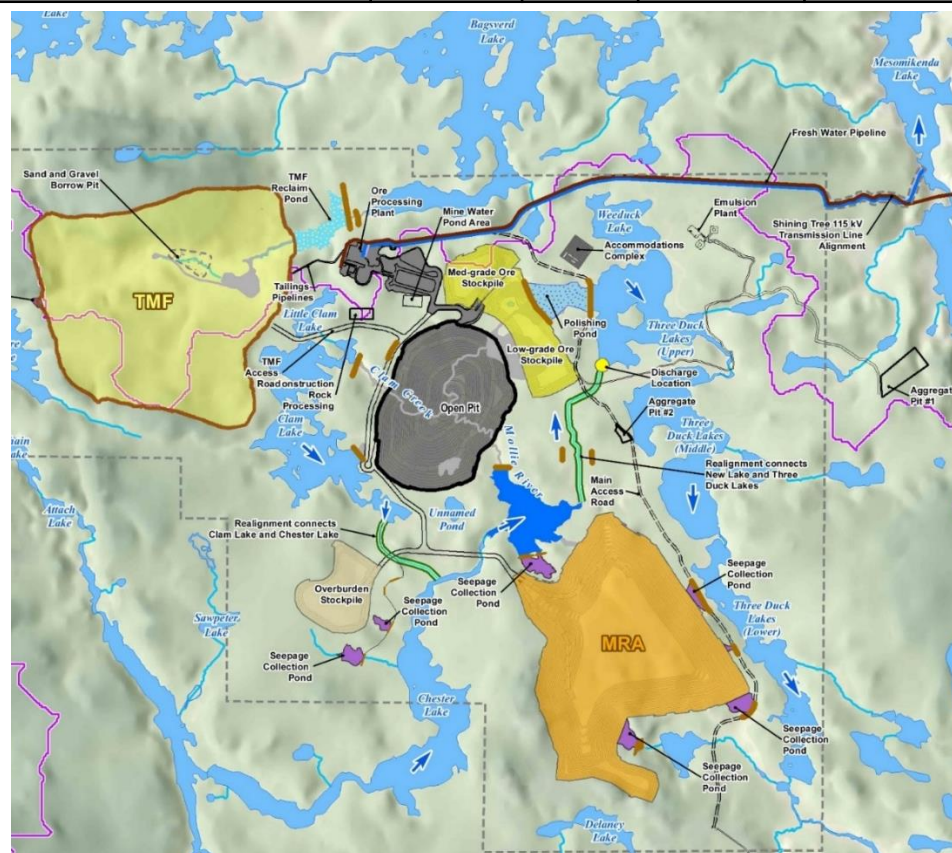 Lake
Bagsverd
Lake
Mesomikenda
Lake
Fresh Water Pipeline
Sand and Gravel
Borrow Pit
TMF
Reclaim
Pond
Ore
Processing
Plant
Mine Water
Pond Area
Weeduck
Lake
Emulsion
Plant
Shining Tree 115 kV
Transmission Line
Alignment
Accommodations
Complex
Med-grade Ore
Stockpile
TMF
Tailings
Pipelines
Little Clam
Lake
Polishing
Pond
Three Duck
Lakes
(Upper)
Low-grade Ore
Stockpile
TMF
Access
Roadonstruction
Rock
Processing
Discharge
Location
Clam Creek
Open Pit
Aggregate
Pit #2
Aggregat
Pit #1
Clam
Lake
Three
Duck Lakes
(Middle)
Mollie River
Realignment connects
New Lake and Three
Duck Lakes
Main
Access
Road
Attach
Lake
Unnamed
Pond
Realignment connects
Clam Lake and Chester Lake
Overburden
Stockpile
Seepage
Collection
Pond
Seepage
Collection
Pond
Seepage
Collection
Pond
Three Duck
Lakes
(Lower)
Sawpeter
Lake
Seepage
Collection
Pond
MRA
Chester
Lake
Seepage
Collection
Pond
Seepage
Collection
Pond
Delaney
Lake